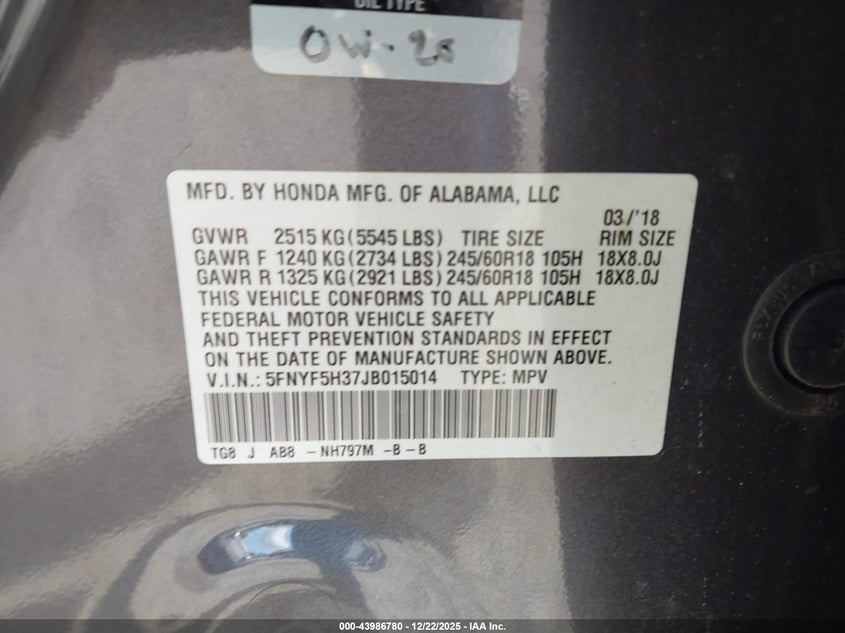 OIL TYPE
0W-20
MFD. BY HONDA MFG. OF ALABAMA, LLC
03/'18
GVWR 2515 KG(5545 LBS) TIRE SIZE RIM SIZE
GAWR F 1240 KG(2734 LBS) 245/60R18 105H 18X8.0J
GAWR R 1325 KG(2921 LBS) 245/60R18 105H 18X8.0J
THIS VEHICLE CONFORMS TO ALL APPLICABLE
FEDERAL MOTOR VEHICLE SAFETY
AND THEFT PREVENTION STANDARDS IN EFFECT
ON THE DATE OF MANUFACTURE SHOWN ABOVE.
V.I.N.: 5FNYF5H37JB015014 TYPE: MPV
TG8 J AB8 - NH797M - B - B
000-43986780 - 12/22/2025 - IAA Inc.